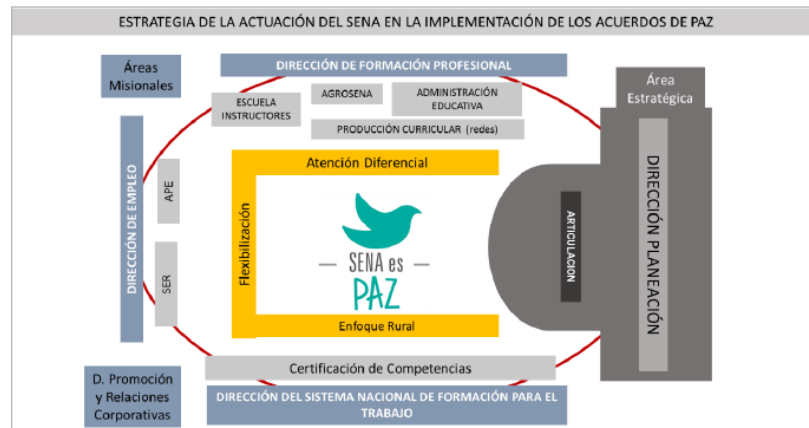 ESTRATEGIA DE LA ACTUACIÓN DEL SENA EN LA IMPLEMENTACIÓN DE LOS ACUERDOS DE PAZ
Áreas
Misionales
DIRECCIÓN DE FORMACIÓN PROFESIONAL
ESCUELA
INSTRUCTORES
AGROSENA
ADMINISTRACIÓN
EDUCATIVA
PRODUCCIÓN CURRICULAR (redes)
Área
Estratégica
DIRECCIÓN DE EMPLEO
APE
SER
Atención Diferencial
Flexibilización
SENA es
PAZ
Enfoque Rural
ARTICULACION
DIRECCIÓN PLANEACIÓN
Certificación de Competencias
D. Promoción
y Relaciones
Corporativas
DIRECCIÓN DEL SISTEMA NACIONAL DE FORMACIÓN PARA EL
TRABAJO